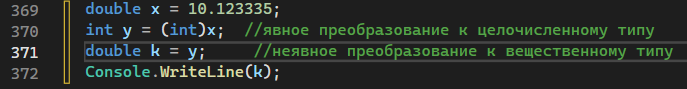 369 double x = 10.123335;
370 int y = (int)x;  //явное преобразование к целочисленному типу
371 double k = y;     //неявное преобразование к вещественному типу
372 Console.WriteLine(k);